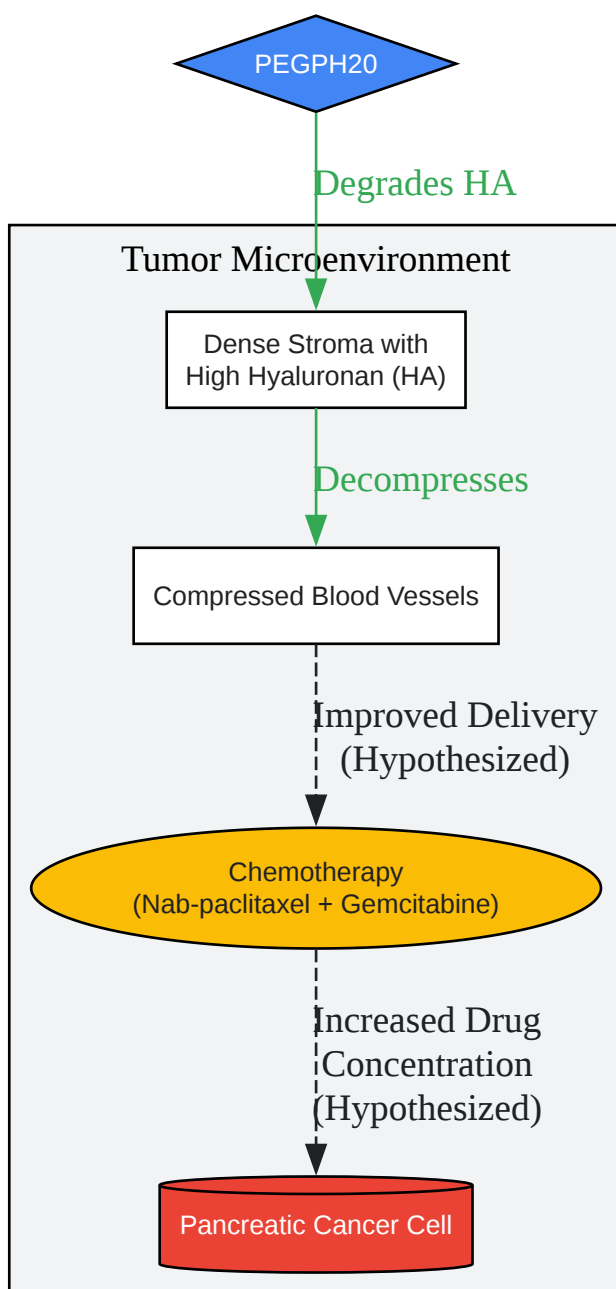 PEGPH20
Degrades HA
Tumor Microenvironment
Dense Stroma with
High Hyaluronan (HA)
Decompresses
Compressed Blood Vessels
Improved Delivery
(Hypothesized)
Chemotherapy
(Nab-paclitaxel + Gemcitabine)
Increased Drug
Concentration
(Hypothesized)
Pancreatic Cancer Cell